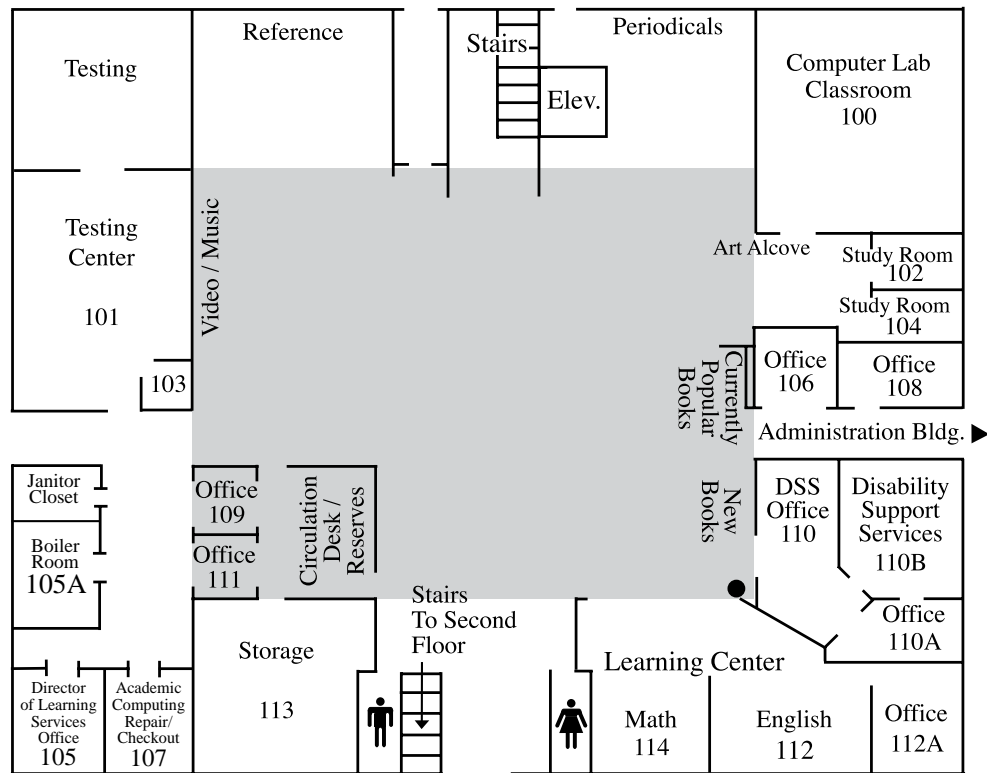 Reference
Stairs
Periodicals
Testing
Computer Lab
Classroom
100
Elev.
Testing
Center
101
Video / Music
Art Alcove
Study Room
102
Study Room
104
103
Currently
Popular
Books
Office
106
Office
108
Administration Bldg.
Janitor
Closet
Office
109
Circulation
Desk /
Reserves
New
Books
DSS
Office
110
Disability
Support
Services
110B
Boiler
Room
105A
Office
111
Stairs
To Second
Floor
Office
110A
Storage
113
Learning Center
Director
of Learning
Services
Office
105
Academic
Computing
Repair/
Checkout
107
Math
114
English
112
Office
112A